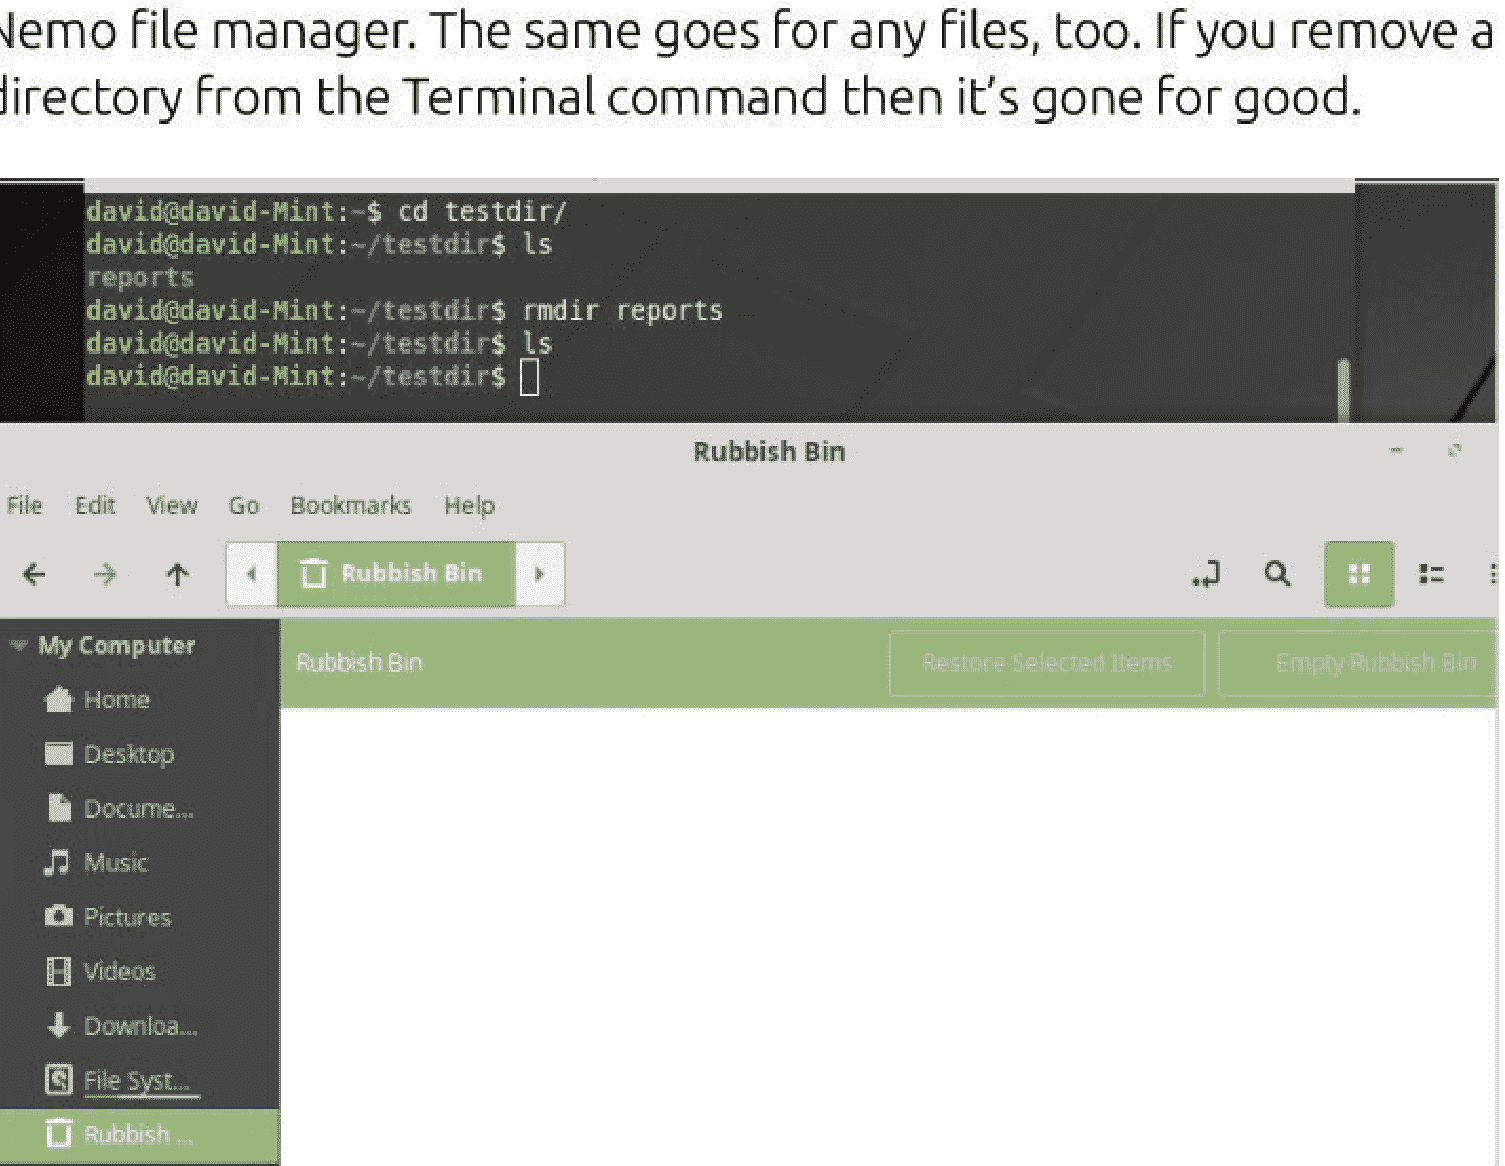 Nemo file manager. The same goes for any files, too. If you remove a
directory from the Terminal command then it's gone for good.
david@david-Mint:~$ cd testdir/
david@david-Mint:~/testdir$ ls
reports
david@david-Mint:~/testdir$ rmdir reports
david@david-Mint:~/testdir$ ls
david@david-Mint:~/testdir$
Rubbish Bin
File Edit View Go Bookmarks Help
Rubbish Bin
My Computer
Rubbish Bin Restore Selected Items Empty Rubbish Bin
Home
Desktop
Docume...
Music
Pictures
Videos
Downloa...
File Syst...
Rubbish ...